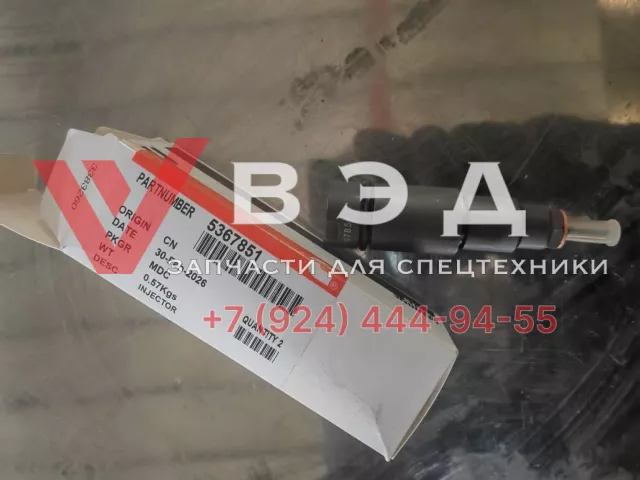 ВЭД
ЗАПЧАСТИ ДЛЯ СПЕЦТЕХНИКИ
+7 (924) 444-94-55
PARTNUMBER 5367851
ORIGIN CN
DATE
PKGR MDC
WT 0.57Kgs
DESC. INJECTOR
QUANTITY 2